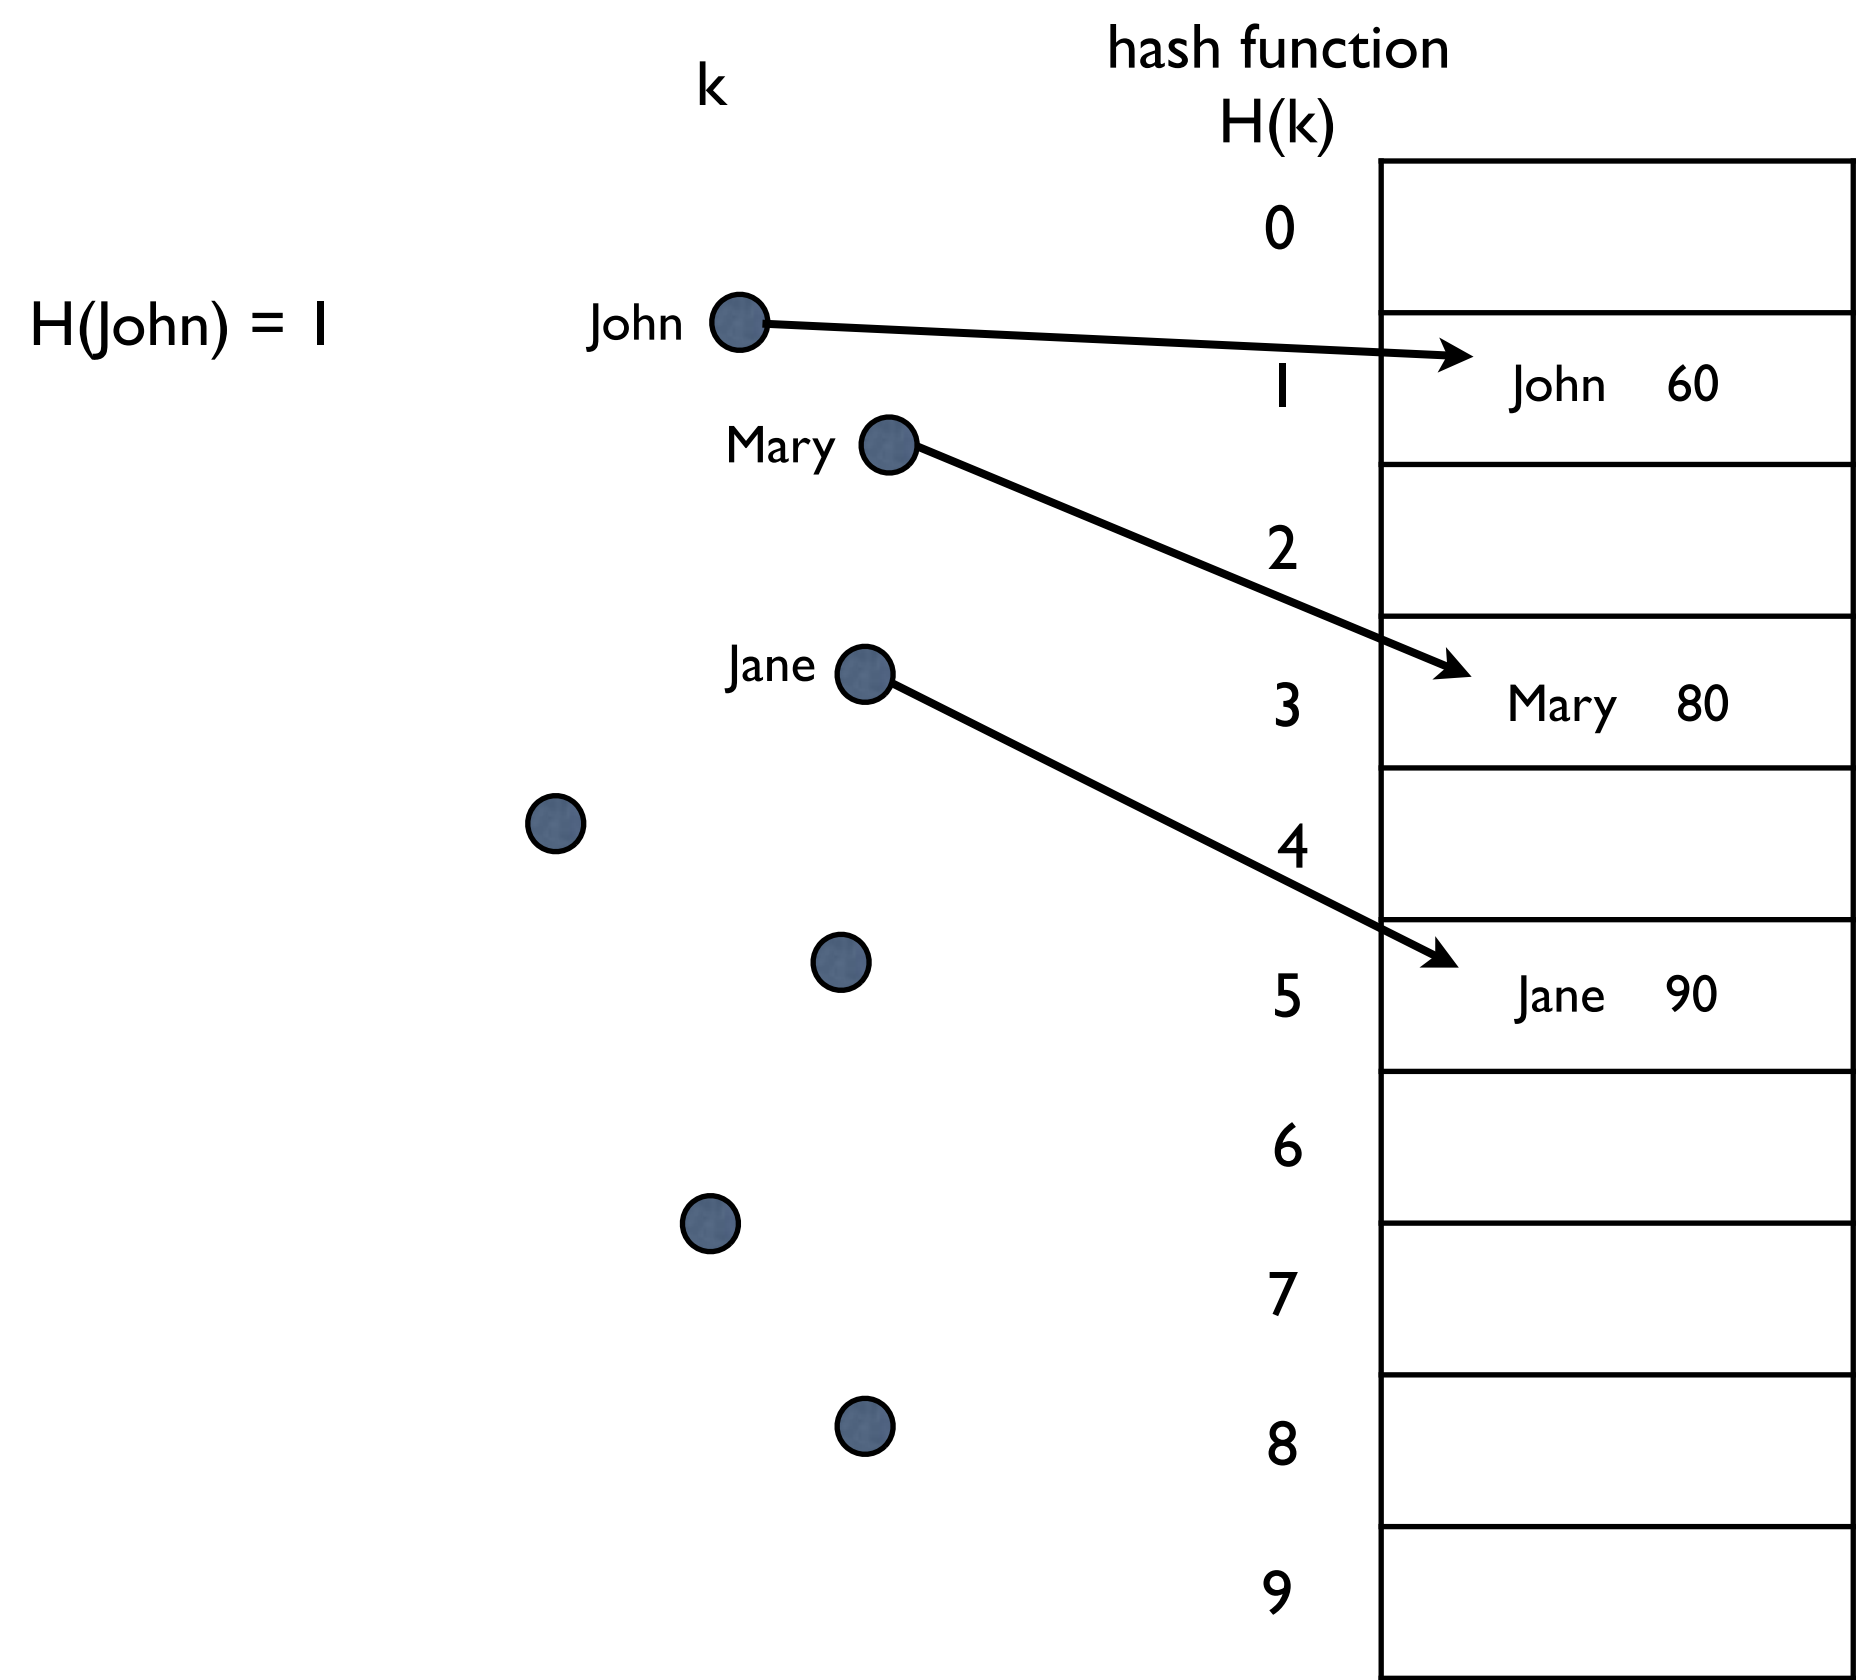 hash function
k
H(k)
0
H(John) = 1
John
1
John 60
Mary
2
Jane
3
Mary 80
4
5
Jane 90
6
7
8
9